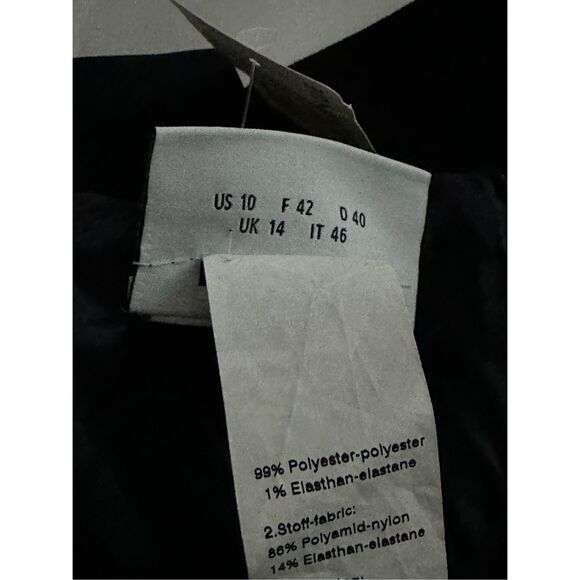 US 10 F 42 D 40
UK 14 IT 46
99% Polyester-polyester
1% Elasthan-elastane
2.Stoff-fabric:
86% Polyamid-nylon
14% Elasthan-elastane